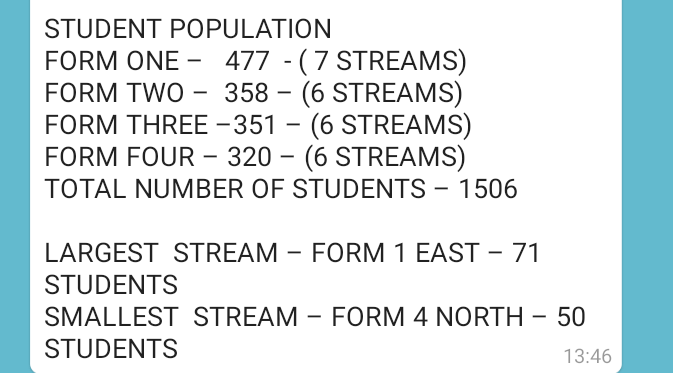 STUDENT POPULATION
FORM ONE –   477  - ( 7 STREAMS)
FORM TWO –  358 – (6 STREAMS)
FORM THREE –351 – (6 STREAMS)
FORM FOUR – 320 – (6 STREAMS)
TOTAL NUMBER OF STUDENTS – 1506
LARGEST  STREAM – FORM 1 EAST – 71
STUDENTS
SMALLEST  STREAM – FORM 4 NORTH – 50
STUDENTS
13:46